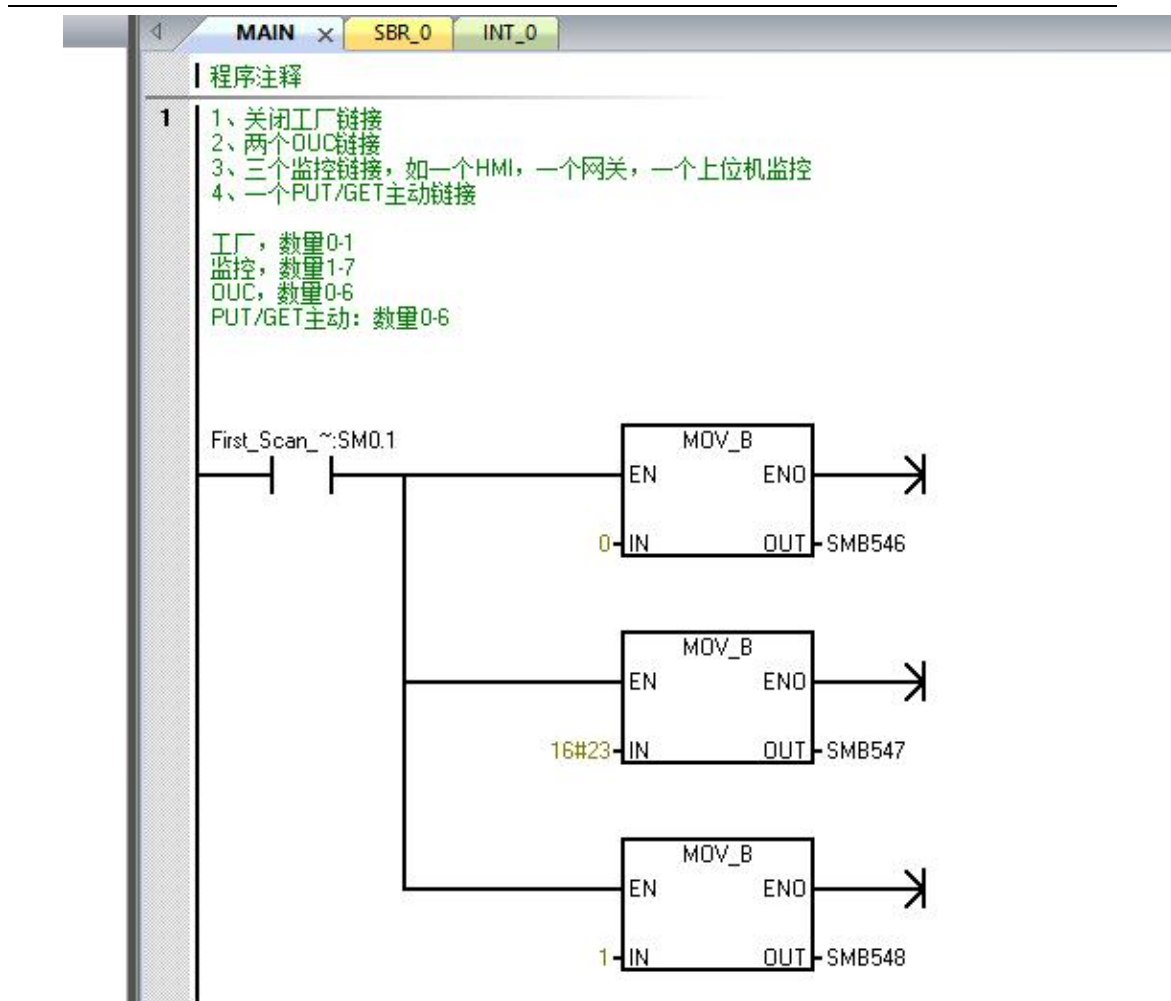 MAIN × SBR_0 INT_0
程序注释
1
1、关闭工厂链接
2、两个OUC链接
3、三个监控链接，如一个HMI，一个网关，一个上位机监控
4、一个PUT/GET主动链接
工厂，数量0-1
监控，数量1-7
OUC，数量0-6
PUT/GET主动：数量0-6
First_Scan_~:SM0.1
MOV_B
EN ENO
0 IN OUT SMB546
MOV_B
EN ENO
16#23 IN OUT SMB547
MOV_B
EN ENO
1 IN OUT SMB548